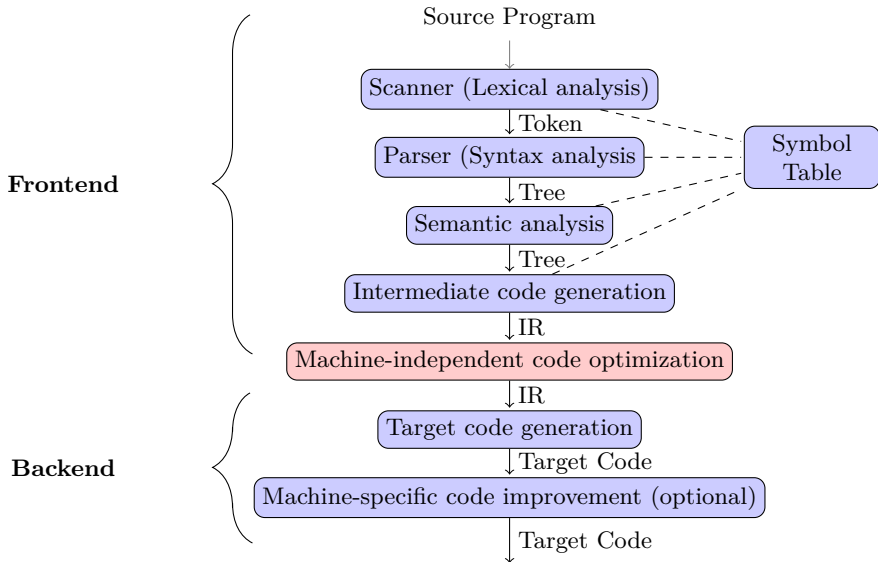 Source Program
Scanner (Lexical analysis)
Token
Symbol
Table
Parser (Syntax analysis
Tree
Frontend
Semantic analysis
Tree
Intermediate code generation
IR
Machine-independent code optimization
IR
Target code generation
Target Code
Backend
Machine-specific code improvement (optional)
Target Code